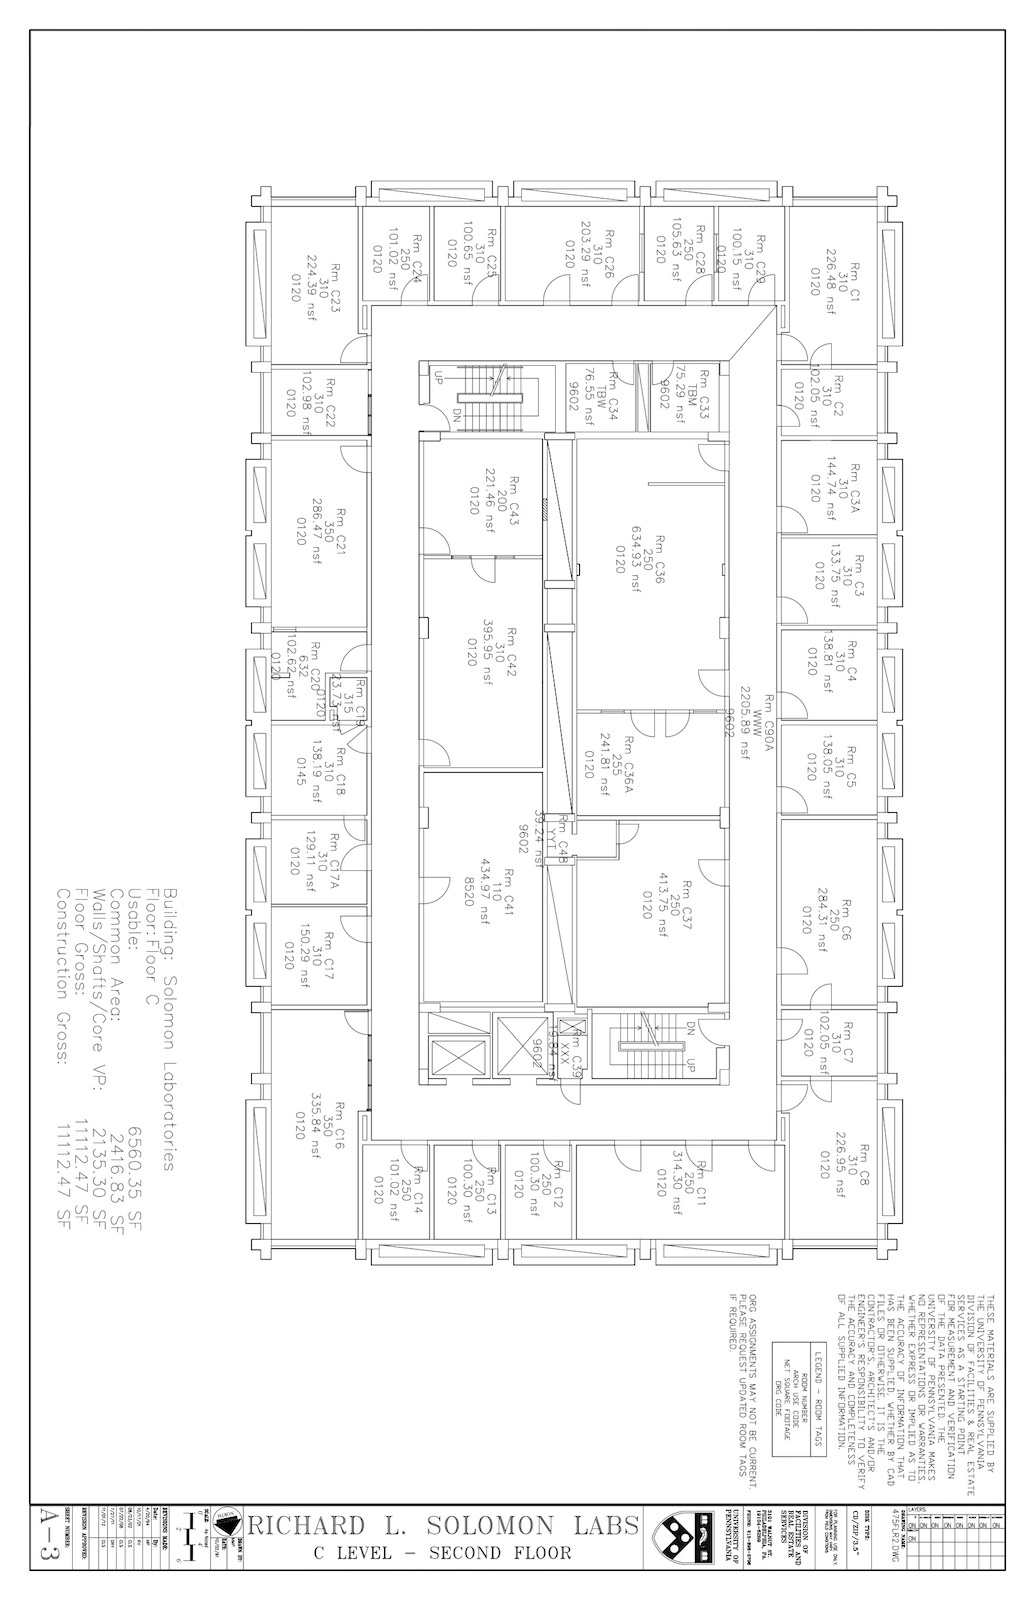 Rm C23
310
224.39 nsf
0120
Rm C24
250
101.02 nsf
0120
Rm C25
310
100.65 nsf
0120
Rm C26
310
203.29 nsf
0120
Rm C28
250
105.63 nsf
0120
Rm C29
310
100.15 nsf
Rm C1
310
226.48 nsf
0120
Rm C22
310
102.98 nsf
0120
UP
DN
Rm C34
TBW
76.55 nsf
9602
Rm C33
TBM
75.29 nsf
9602
Rm C2
310
102.05 nsf
0120
Rm C21
350
286.47 nsf
0120
Rm C43
200
221.46 nsf
0120
Rm C36
250
634.93 nsf
0120
Rm C3A
310
144.74 nsf
0120
Rm C3
310
133.75 nsf
0120
Rm C20
632
102.62 nsf
0120
Rm C19
315
23.73 nsf
0120
Rm C42
310
395.95 nsf
0120
Rm C4
310
138.81 nsf
0120
Rm C90A
WWW
2205.89 nsf
9602
Rm C18
310
138.19 nsf
0145
Rm C36A
255
241.81 nsf
0120
Rm C5
310
138.05 nsf
0120
Rm C17A
310
129.11 nsf
0120
Rm C48
YYT
39.24 nsf
9602
Rm C41
110
434.97 nsf
8520
Rm C37
250
413.75 nsf
0120
Rm C6
250
284.31 nsf
0120
Rm C17
310
150.29 nsf
0120
Rm C39
XXX
19.84 nsf
9602
DN
UP
Rm C7
310
102.05 nsf
0120
Rm C16
350
335.84 nsf
0120
Rm C14
250
101.02 nsf
0120
Rm C13
250
100.30 nsf
0120
Rm C12
250
100.30 nsf
0120
Rm C11
250
314.30 nsf
0120
Rm C8
310
226.95 nsf
0120
Building: Solomon Laboratories
Floor: Floor C
Usable: 6560.35 SF
Common Area: 2416.83 SF
Walls/Shafts/Core VP: 2135.30 SF
Floor Gross: 11112.47 SF
Construction Gross: 11112.47 SF
THESE MATERIALS ARE SUPPLIED BY
THE UNIVERSITY OF PENNSYLVANIA
DIVISION OF FACILITIES & REAL ESTATE
SERVICES AS A STARTING POINT
FOR MEASUREMENT AND VERIFICATION
OF THE DATA PRESENTED. THE
UNIVERSITY OF PENNSYLVANIA MAKES
NO REPRESENTATIONS OR WARRANTIES,
WHETHER EXPRESS OR IMPLIED AS TO
THE ACCURACY OF INFORMATION THAT
HAS BEEN SUPPLIED, WHETHER BY CAD
FILES OR OTHERWISE. IT IS THE
CONTRACTOR'S, ARCHITECT'S AND/OR
ENGINEER'S RESPONSIBILITY TO VERIFY
THE ACCURACY AND COMPLETENESS
OF ALL SUPPLIED INFORMATION.
LEGEND - ROOM TAGS
ROOM NUMBER
ARCH USE CODE
NET SQUARE FOOTAGE
ORG CODE
ORG ASSIGNMENTS MAY NOT BE CURRENT.
PLEASE REQUEST UPDATED ROOM TAGS
IF REQUIRED.
RICHARD L. SOLOMON LABS
C LEVEL - SECOND FLOOR
UNIVERSITY OF
PENNSYLVANIA
DIVISION OF
FACILITIES AND
REAL ESTATE
SERVICES
PHILADELPHIA, PA.
DISK TYPE:
CD/ZIP/3.5"
DRAWING NAME:
475FLR2.DWG
LAYERS:
SCALE:
DATE:
DRAWN BY:
REVISIONS MADE:
REVISION APPROVED:
SHEET NUMBER:
A-3